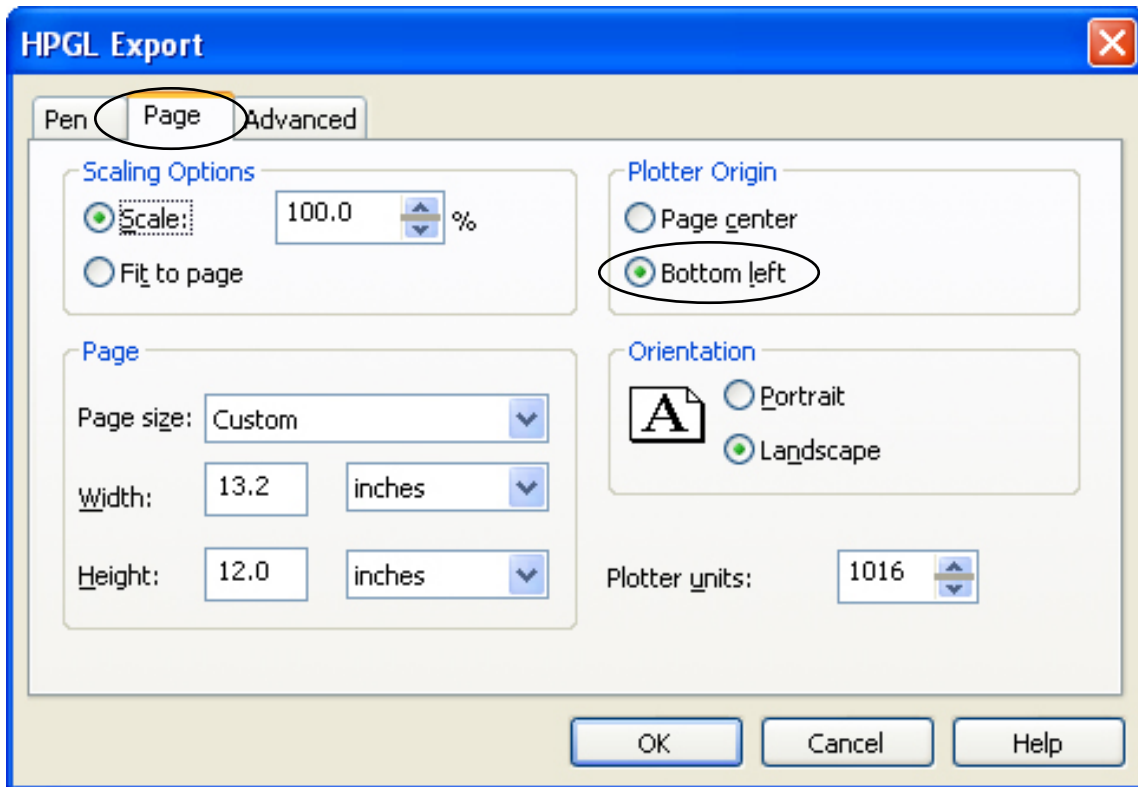 HPGL Export
Pen Page Advanced
Scaling Options
Scale: 100.0 %
Fit to page
Plotter Origin
Page center
Bottom left
Page
Page size: Custom
Width: 13.2 inches
Height: 12.0 inches
Orientation
A Portrait
Landscape
Plotter units: 1016
OK Cancel Help